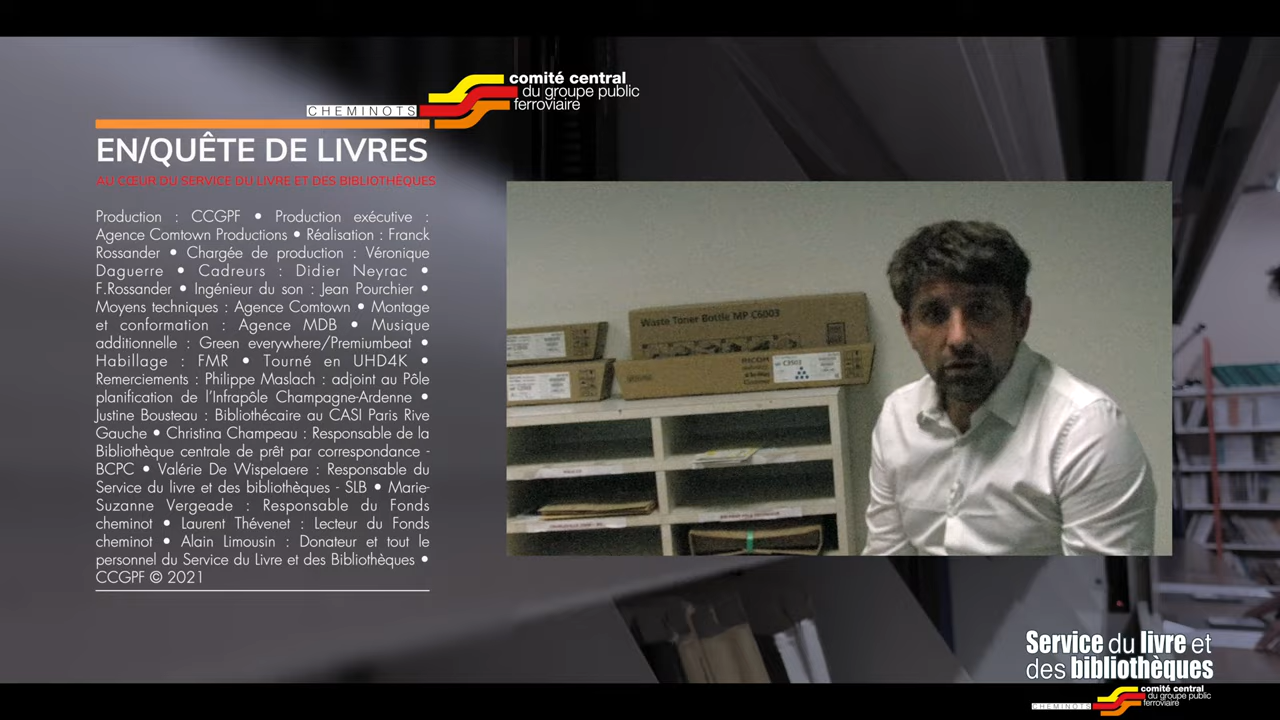 comité central
du groupe public
ferroviaire
CHEMINOTS
EN/QUÊTE DE LIVRES
AU CŒUR DU SERVICE DU LIVRE ET DES BIBLIOTHEQUES
Production : CCGPF • Production exécutive :
Agence Comtown Productions • Réalisation : Franck
Rossander • Chargée de production : Véronique
Daguerre • Cadreurs : Didier Neyrac •
F.Rossander • Ingénieur du son : Jean Pourchier •
Moyens techniques : Agence Comtown • Montage
et conformation : Agence MDB • Musique
additionnelle : Green everywhere/Premiumbeat •
Habillage : FMR • Tourné en UHD4K •
Remerciements : Philippe Maslach : adjoint au Pôle
planification de l'Infrapôle Champagne-Ardenne •
Justine Bousteau : Bibliothécaire au CASI Paris Rive
Gauche • Christina Champeau : Responsable de la
Bibliothèque centrale de prêt par correspondance -
BCPC • Valérie De Wispelaere : Responsable du
Service du livre et des bibliothèques - SLB • Marie-
Suzanne Vergeade : Responsable du Fonds
cheminot • Laurent Thévenet : Lecteur du Fonds
cheminot • Alain Limousin : Donateur et tout le
personnel du Service du Livre et des Bibliothèques •
CCGPF © 2021
Waste Toner Bottle MP C6003
RICOH
MP C3503
Service du livre et
des bibliothèques
comité central
du groupe public
ferroviaire
CHEMINOTS